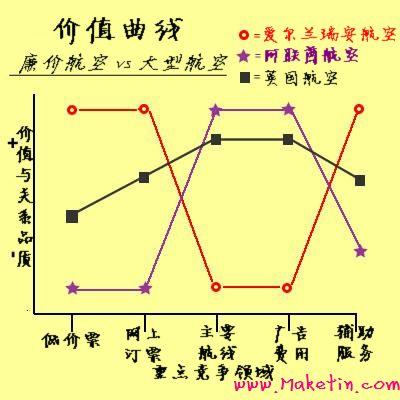 价值曲线
廉价航空 vs 大型航空
=爱尔兰瑞安航空
=阿联酋航空
=英国航空
+
价值与关系品质
-
低价票
网上订票
主要航线
广告费用
辅助服务
重点竞争领域
www.Maketin.com